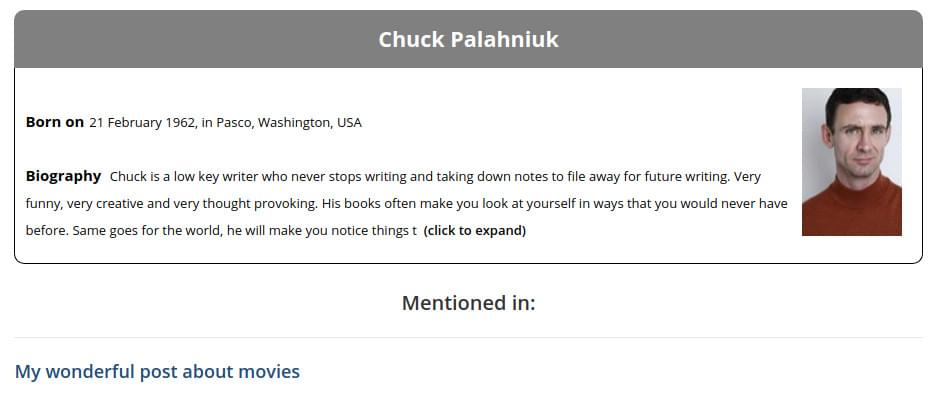 Chuck Palahniuk
Born on 21 February 1962, in Pasco, Washington, USA
Biography Chuck is a low key writer who never stops writing and taking down notes to file away for future writing. Very
funny, very creative and very thought provoking. His books often make you look at yourself in ways that you would never have
before. Same goes for the world, he will make you notice things t (click to expand)
Mentioned in:
My wonderful post about movies